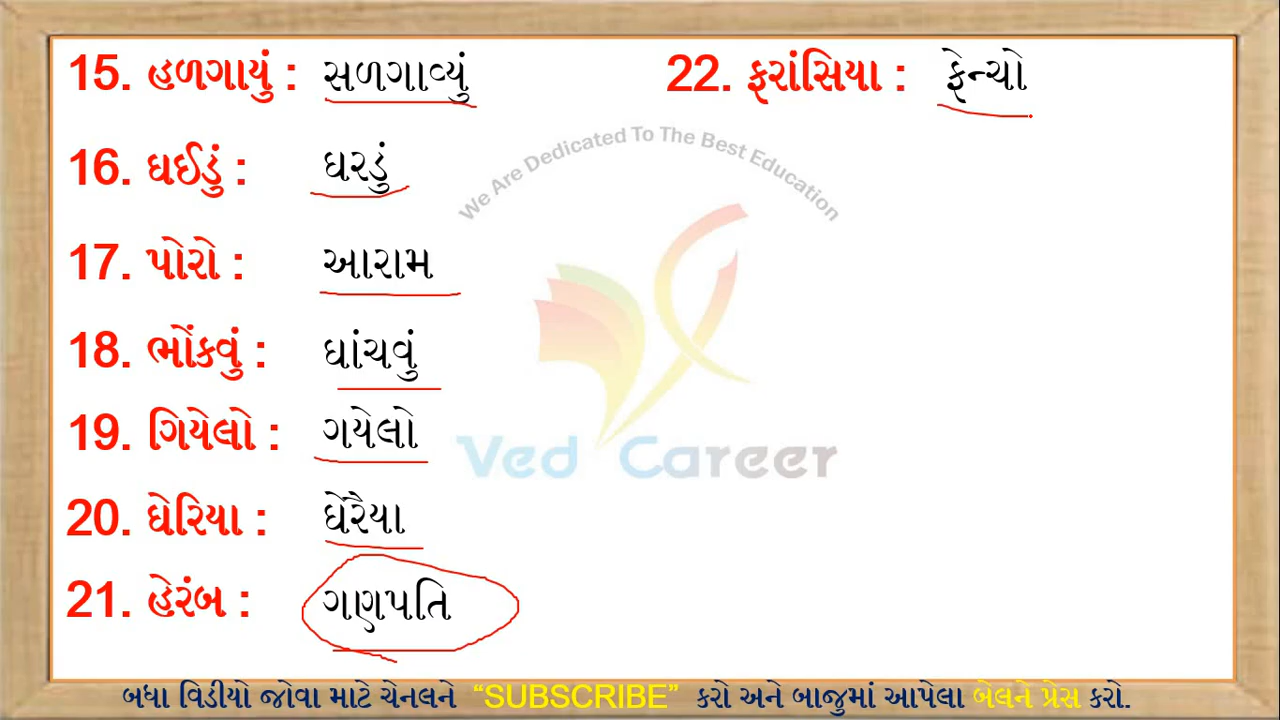 15. હળગાયું : સળગાવ્યું
16. ઘઈડું : ઘરડું
17. પોરો : આરામ
18. ભોંકવું : ઘાંચવું
19. ગિયેલો : ગયેલો
20. ઘેરિયા : ઘેરૈયા
21. હેરંબ : ગણપતિ
22. ફરાંસિયા : ફેન્ચો
We Are Dedicated To The Best Education
Ved Career
બધા વિડીયો જોવા માટે ચેનલને “SUBSCRIBE” કરો અને બાજુમાં આપેલા બેલને પ્રેસ કરો.